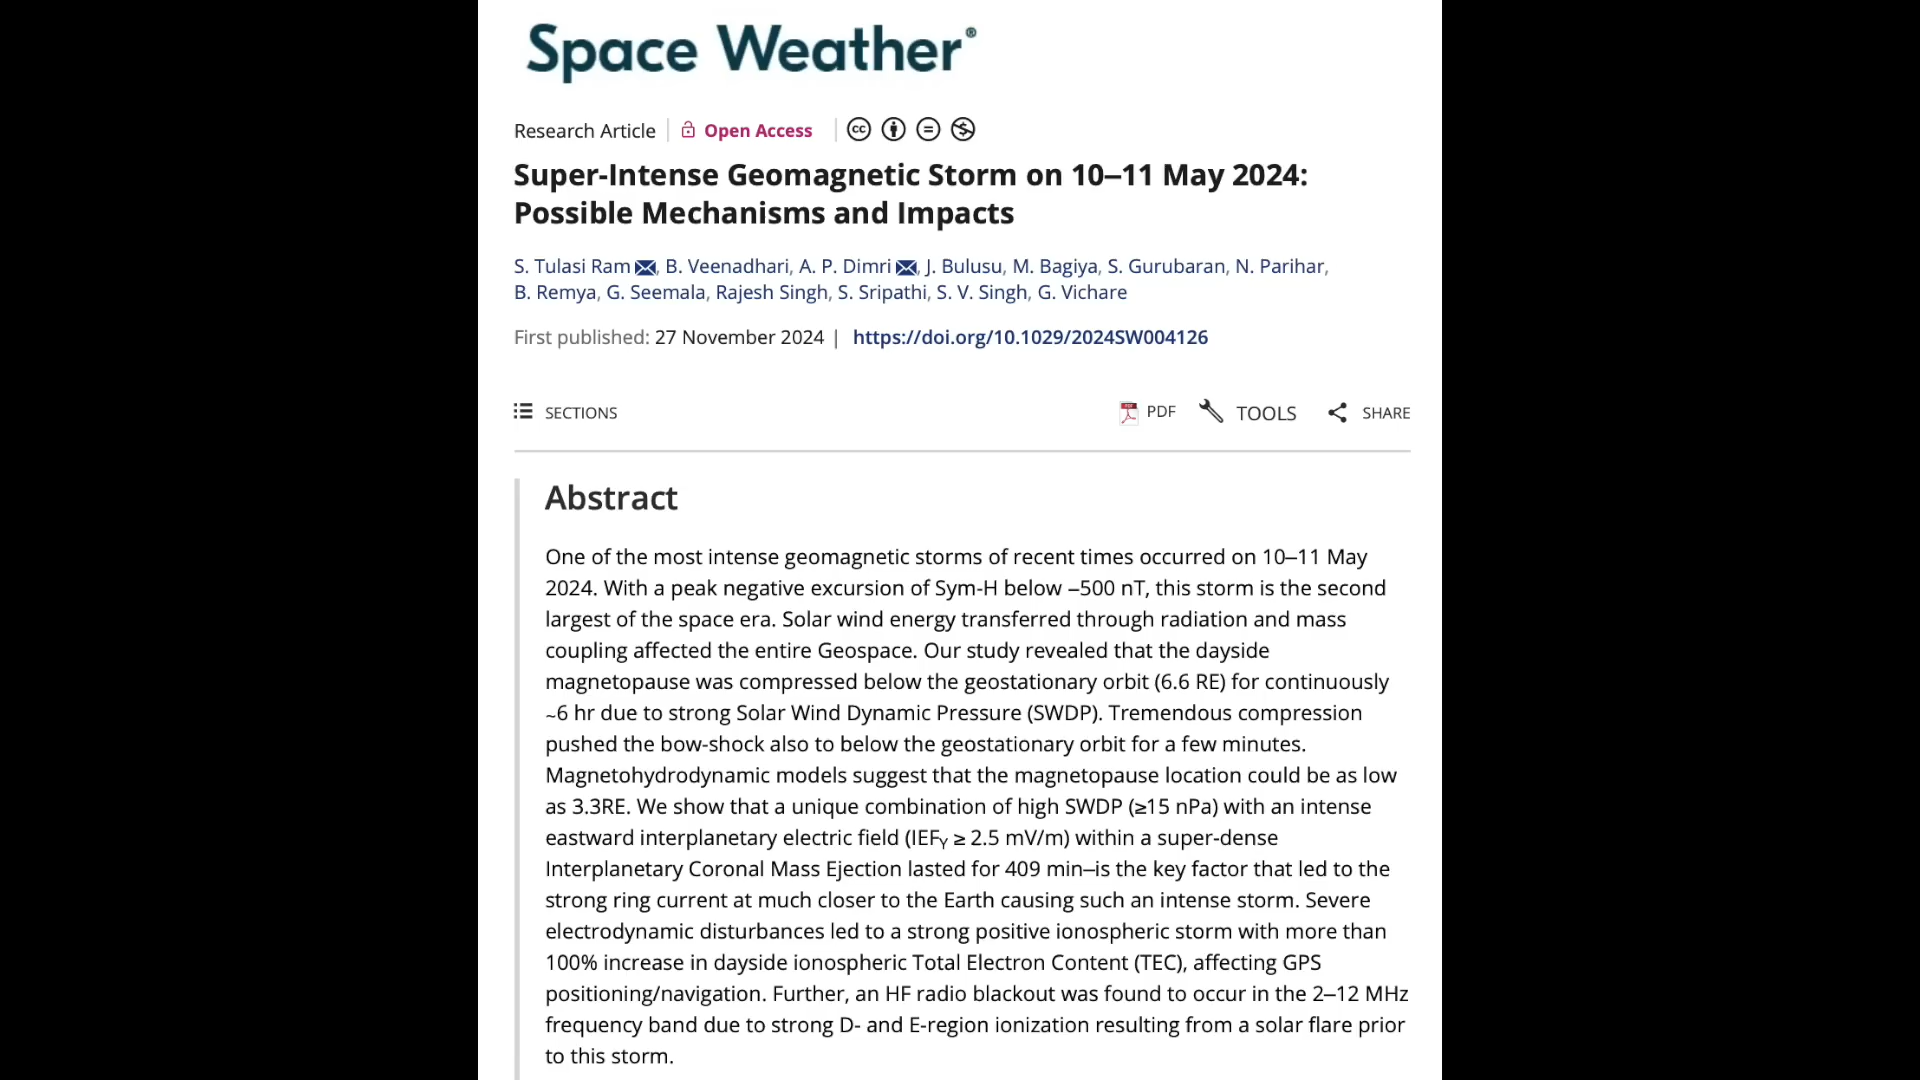 Space Weather®
Research Article | Open Access
Super-Intense Geomagnetic Storm on 10–11 May 2024:
Possible Mechanisms and Impacts
S. Tulasi Ram, B. Veenadhari, A. P. Dimri, J. Bulusu, M. Bagiya, S. Gurubaran, N. Parihar,
B. Remya, G. Seemala, Rajesh Singh, S. Sripathi, S. V. Singh, G. Vichare
First published: 27 November 2024 | https://doi.org/10.1029/2024SW004126
SECTIONS PDF TOOLS SHARE
Abstract
One of the most intense geomagnetic storms of recent times occurred on 10–11 May
2024. With a peak negative excursion of Sym-H below −500 nT, this storm is the second
largest of the space era. Solar wind energy transferred through radiation and mass
coupling affected the entire Geospace. Our study revealed that the dayside
magnetopause was compressed below the geostationary orbit (6.6 RE) for continuously
~6 hr due to strong Solar Wind Dynamic Pressure (SWDP). Tremendous compression
pushed the bow-shock also to below the geostationary orbit for a few minutes.
Magnetohydrodynamic models suggest that the magnetopause location could be as low
as 3.3RE. We show that a unique combination of high SWDP (≥15 nPa) with an intense
eastward interplanetary electric field (IEFY ≥ 2.5 mV/m) within a super-dense
Interplanetary Coronal Mass Ejection lasted for 409 min–is the key factor that led to the
strong ring current at much closer to the Earth causing such an intense storm. Severe
electrodynamic disturbances led to a strong positive ionospheric storm with more than
100% increase in dayside ionospheric Total Electron Content (TEC), affecting GPS
positioning/navigation. Further, an HF radio blackout was found to occur in the 2–12 MHz
frequency band due to strong D- and E-region ionization resulting from a solar flare prior
to this storm.